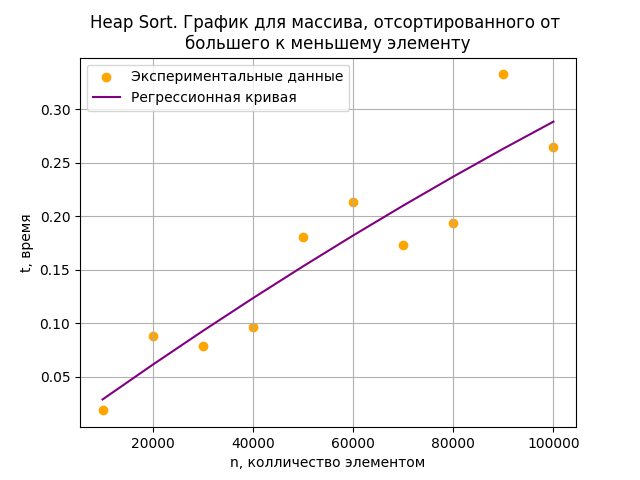 Heap Sort. График для массива, отсортированного от
большего к меньшему элементу
Экспериментальные данные
Регрессионная кривая
0.30
0.25
0.20
0.15
0.10
0.05
t, время
20000
40000
60000
80000
100000
n, колличество элементом